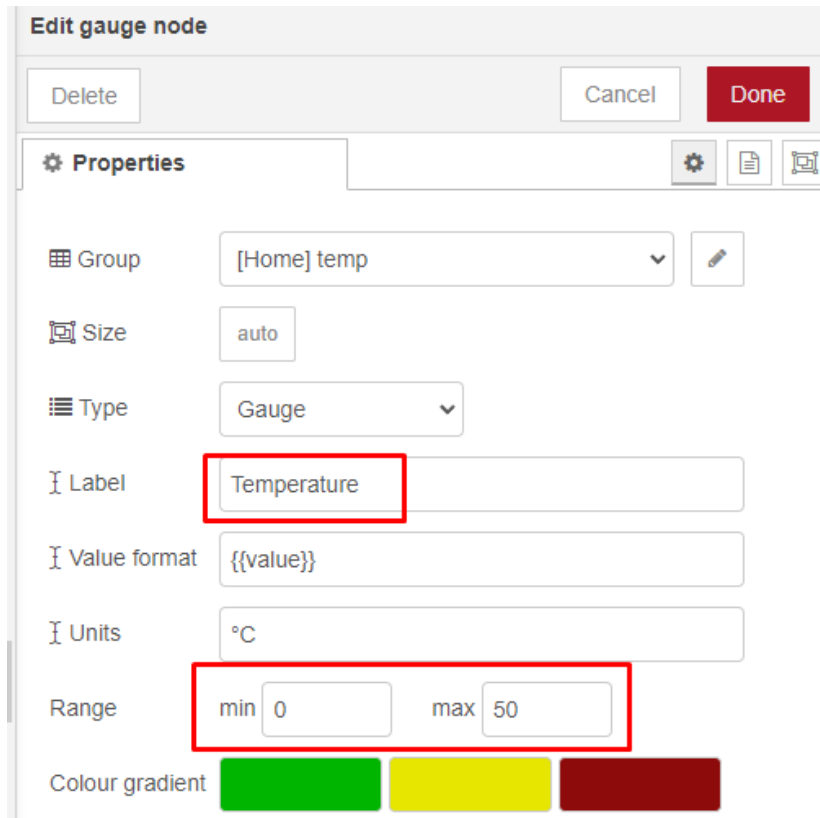 Edit gauge node
Delete Cancel Done
Properties
Group [Home] temp
Size auto
Type Gauge
Label Temperature
Value format {{value}}
Units °C
Range min 0 max 50
Colour gradient